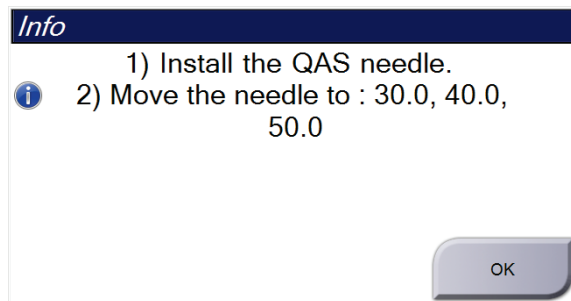 Info
1) Install the QAS needle.
2) Move the needle to : 30.0, 40.0,
50.0
OK